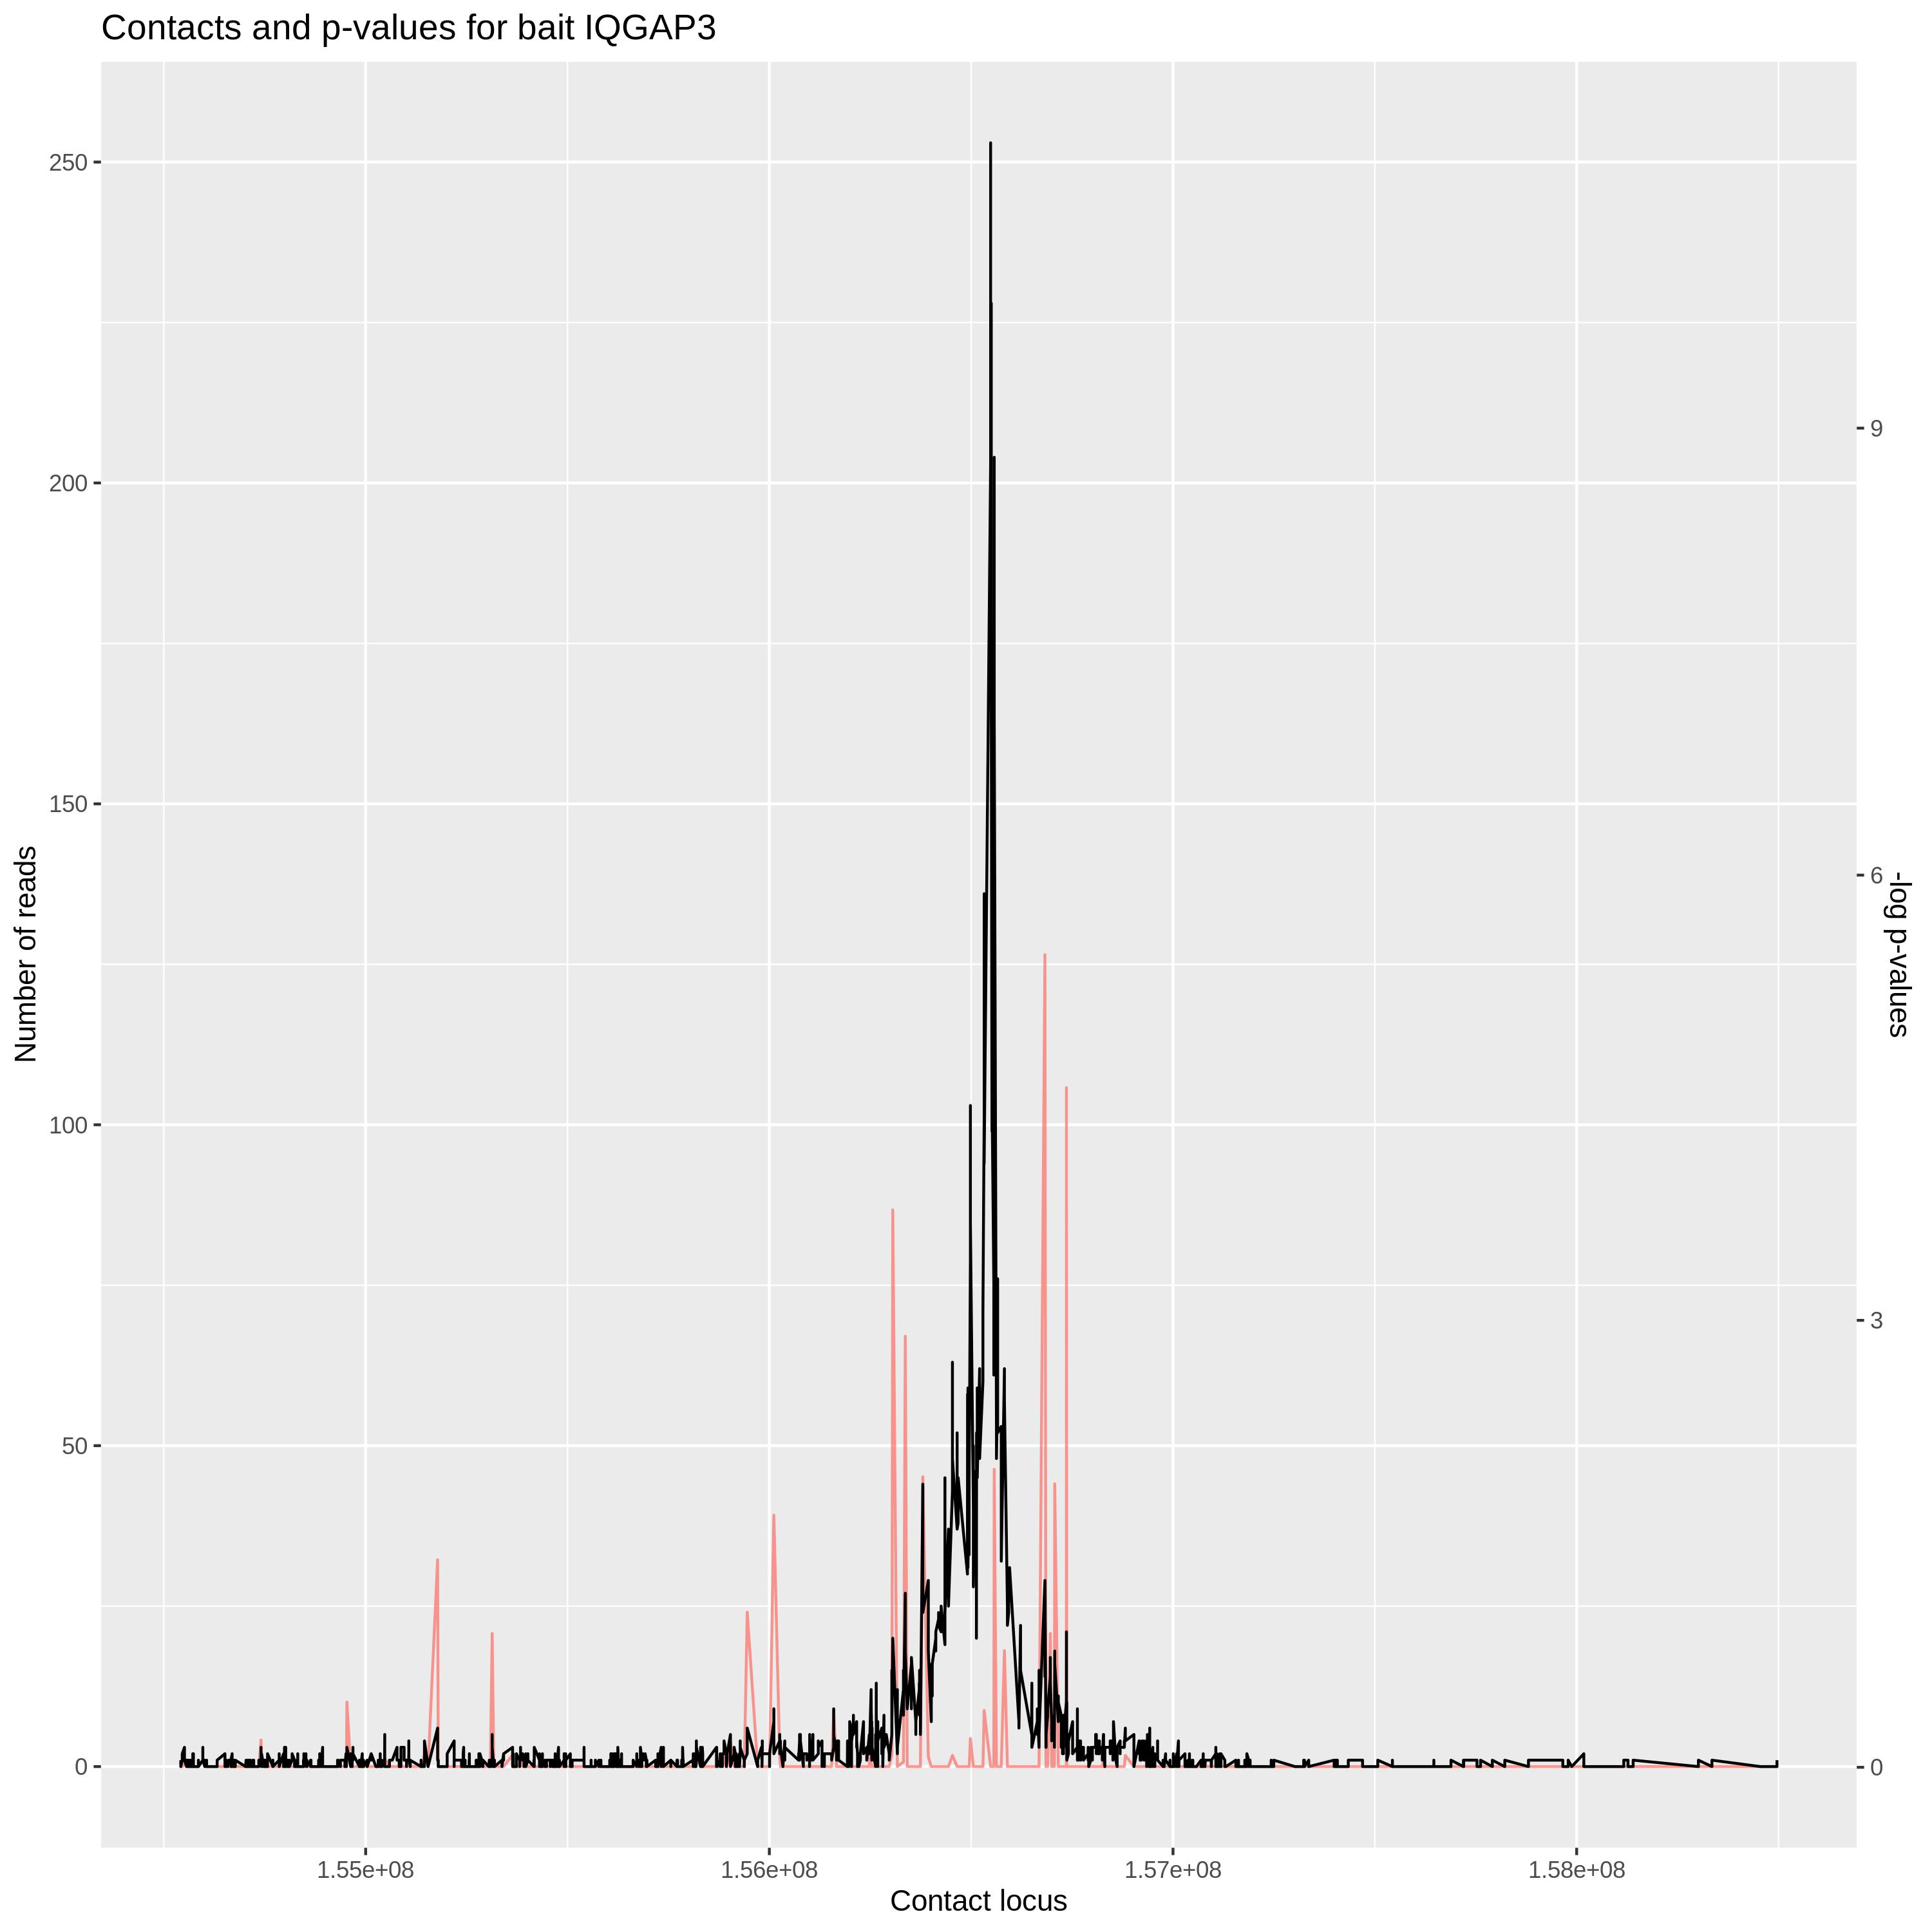 Contacts and p-values for bait IQGAP3
250
200
150
100
50
0
Number of reads
9
6
3
0
-log p-values
1.55e+08
1.56e+08
1.57e+08
1.58e+08
Contact locus